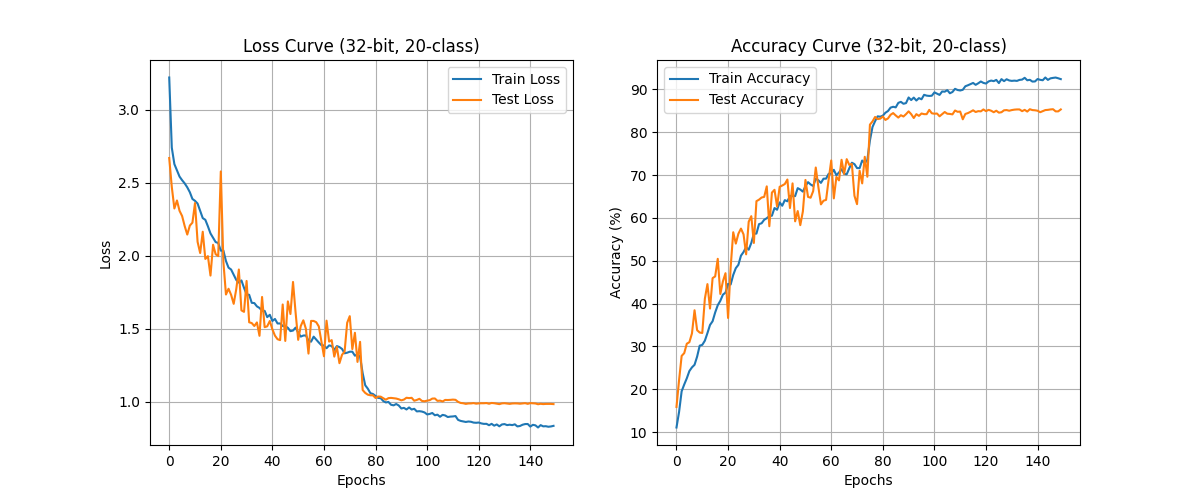 Loss Curve (32-bit, 20-class)
Train Loss
Test Loss
3.0
2.5
2.0
1.5
1.0
Loss
0 20 40 60 80 100 120 140
Epochs
Accuracy Curve (32-bit, 20-class)
Train Accuracy
Test Accuracy
90
80
70
60
50
40
30
20
10
Accuracy (%)
0 20 40 60 80 100 120 140
Epochs